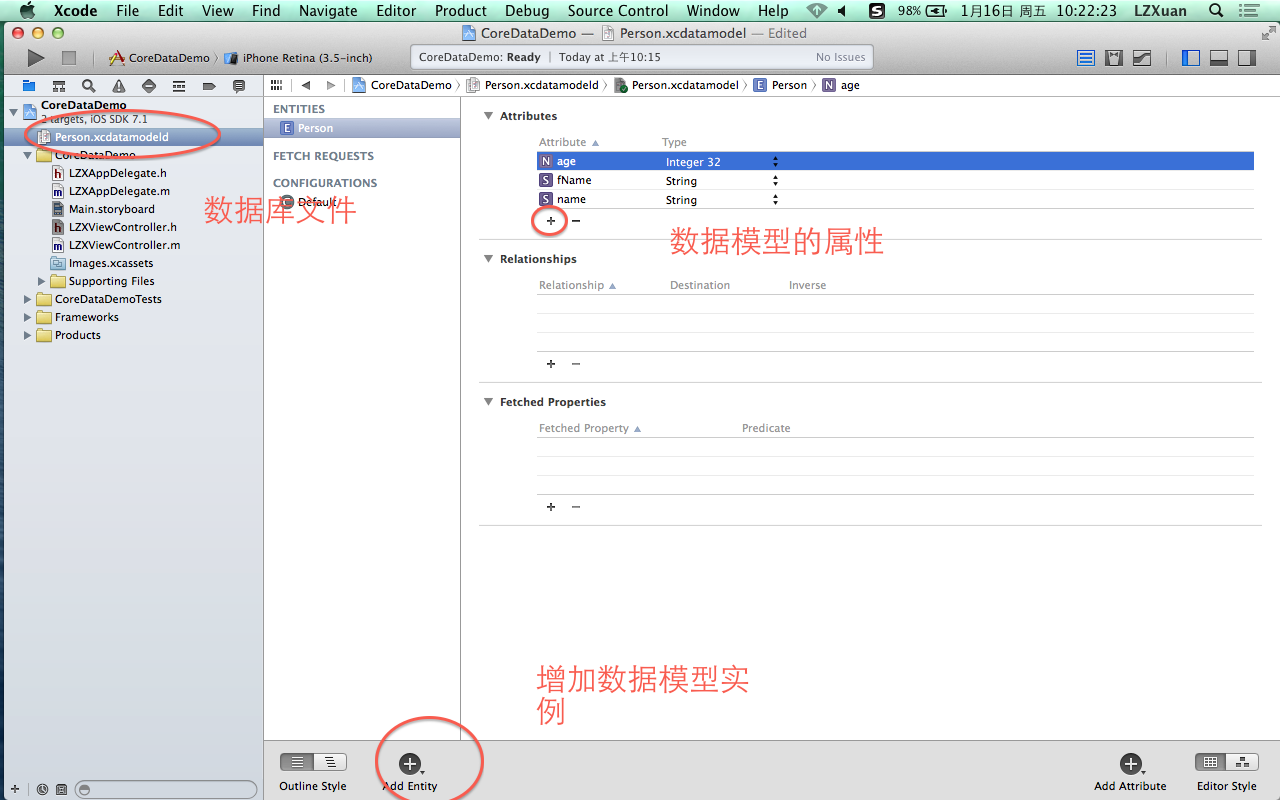 Xcode File Edit View Find Navigate Editor Product Debug Source Control Window Help 98% 1月16日 周五 10:22:23 LZXuan
CoreDataDemo — Person.xcdatamodel — Edited
CoreDataDemo iPhone Retina (3.5-inch)
CoreDataDemo: Ready | Today at 上午10:15 No Issues
CoreDataDemo Person.xcdatamodeld Person.xcdatamodel E Person N age
CoreDataDemo
2 targets, iOS SDK 7.1
Person.xcdatamodeld
CoreDataDemo
h LZXAppDelegate.h
m LZXAppDelegate.m
Main.storyboard
h LZXViewController.h
m LZXViewController.m
Images.xcassets
Supporting Files
CoreDataDemoTests
Frameworks
Products
数据库文件
ENTITIES
E Person
FETCH REQUESTS
CONFIGURATIONS
C Default
Attributes
Attribute Type
N age Integer 32
S fName String
S name String
数据模型的属性
Relationships
Relationship Destination Inverse
Fetched Properties
Fetched Property Predicate
增加数据模型实
例
Outline Style Add Entity Add Attribute Editor Style